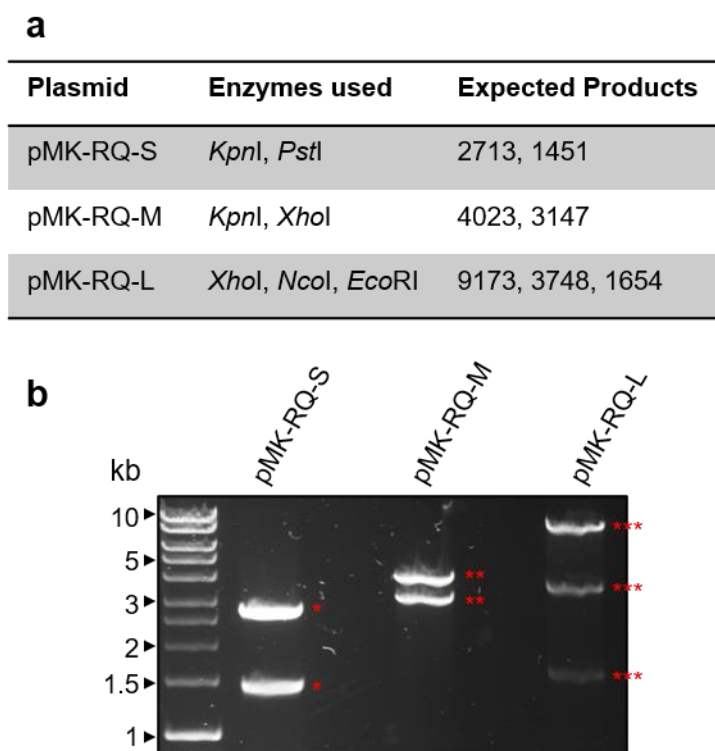 a
Plasmid Enzymes used Expected Products
pMK-RQ-S KpnI, PstI 2713, 1451
pMK-RQ-M KpnI, XhoI 4023, 3147
pMK-RQ-L XhoI, NcoI, EcoRI 9173, 3748, 1654
b
kb pMK-RQ-S pMK-RQ-M pMK-RQ-L
10 ***
5 **
3 * ** ***
2
1.5 * ***
1